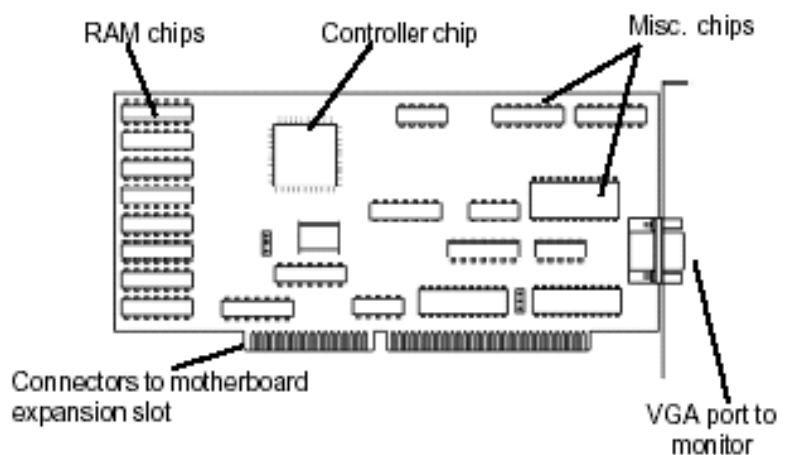 RAM chips
Controller chip
Misc. chips
Connectors to motherboard
expansion slot
VGA port to
monitor